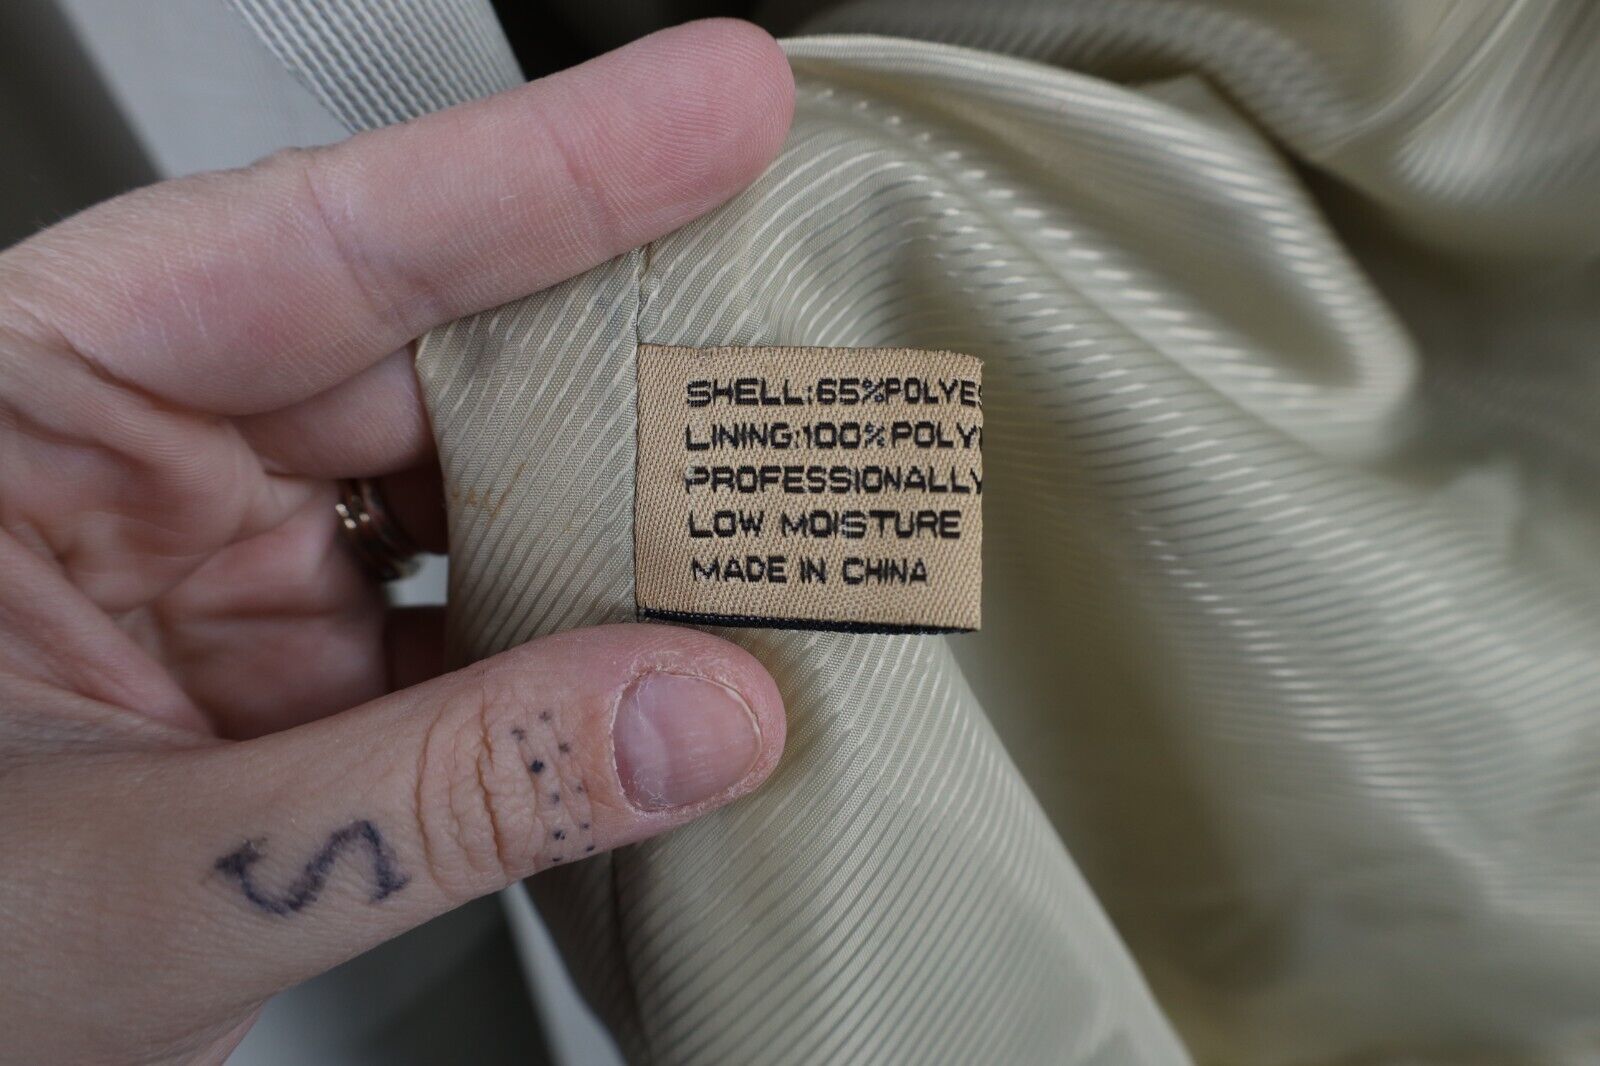 SHELL:65%POLYES
LINING:100%POLY
PROFESSIONALLY
LOW MOISTURE
MADE IN CHINA
S